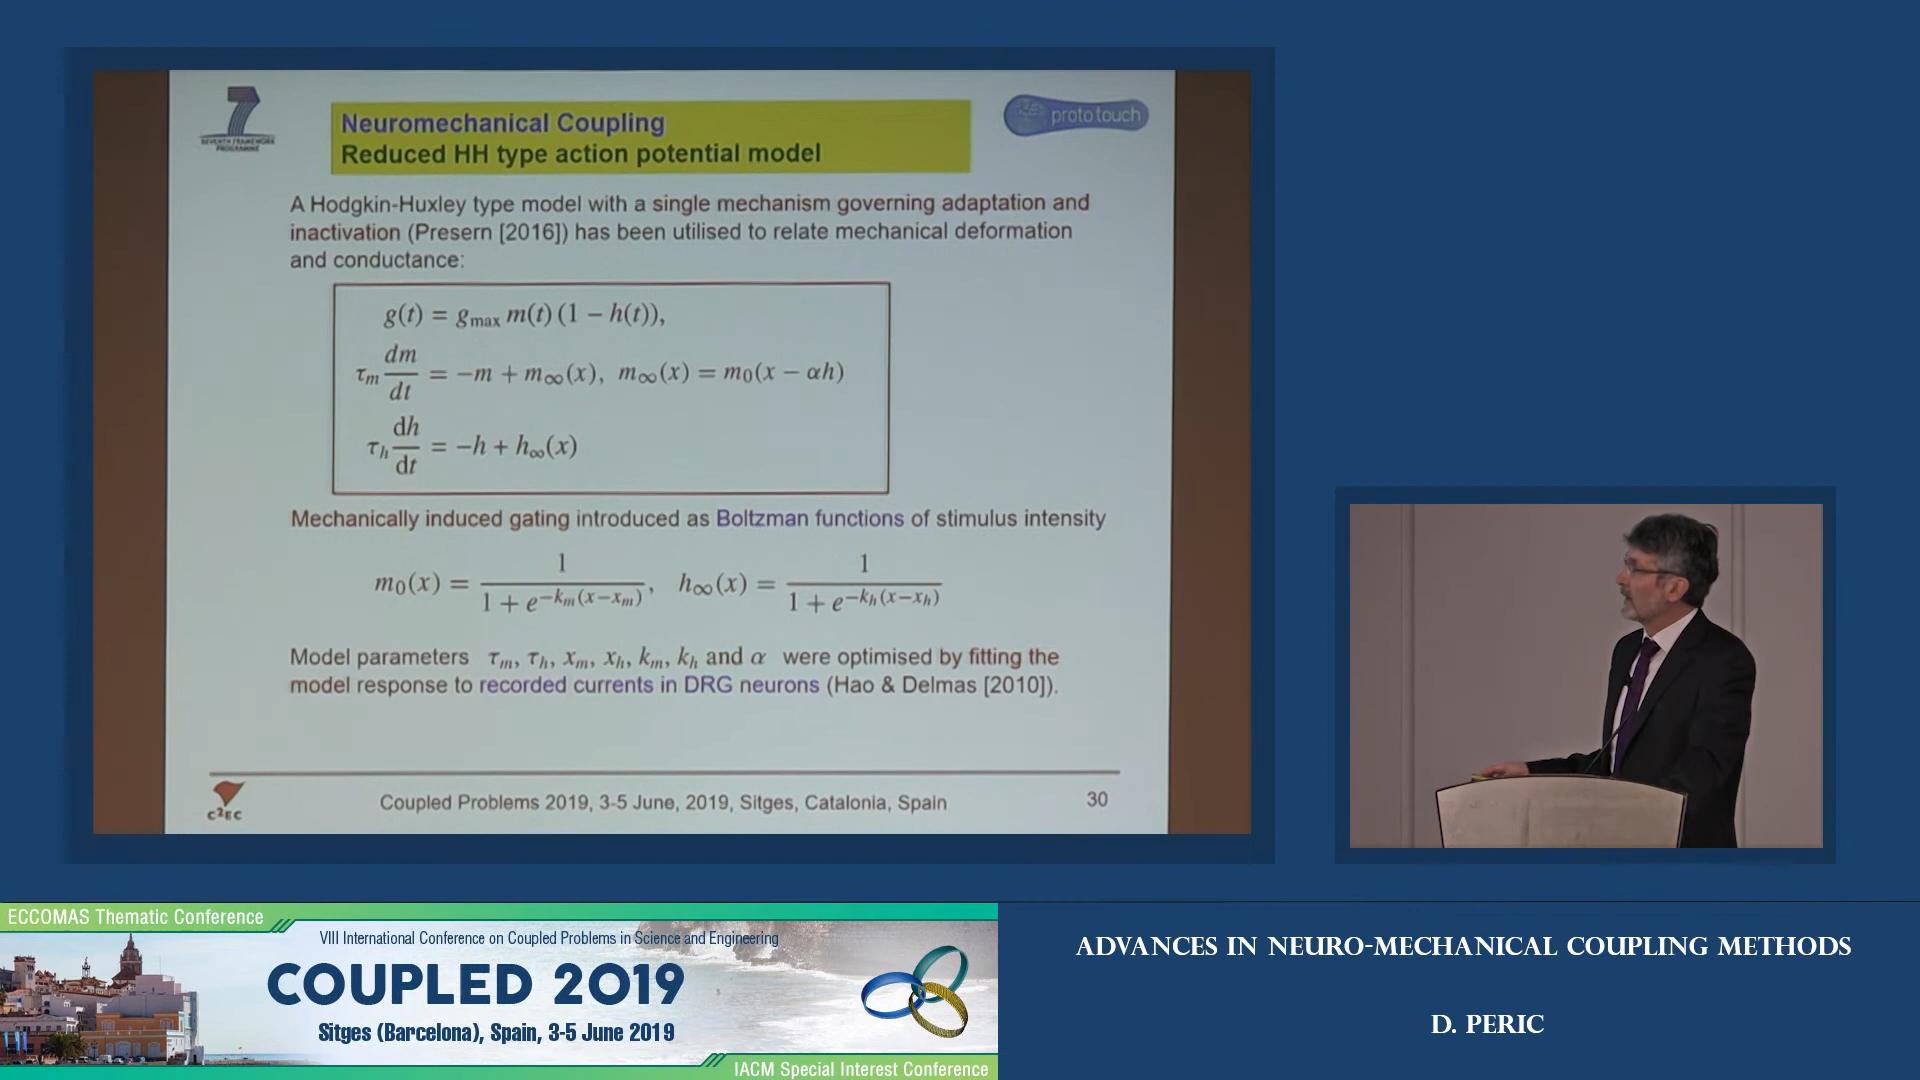 SEVENTH FRAMEWORK
PROGRAMME
Neuromechanical Coupling
Reduced HH type action potential model
proto touch
A Hodgkin-Huxley type model with a single mechanism governing adaptation and
inactivation (Presern [2016]) has been utilised to relate mechanical deformation
and conductance:
g(t) = g_max m(t) (1 − h(t)),
τ_m dm/dt = −m + m_∞(x), m_∞(x) = m_0(x − αh)
τ_h dh/dt = −h + h_∞(x)
Mechanically induced gating introduced as Boltzman functions of stimulus intensity
m_0(x) = 1/(1 + e^{−k_m(x−x_m)}), h_∞(x) = 1/(1 + e^{−k_h(x−x_h)})
Model parameters τ_m, τ_h, x_m, x_h, k_m, k_h and α were optimised by fitting the
model response to recorded currents in DRG neurons (Hao & Delmas [2010]).
C²EC
Coupled Problems 2019, 3-5 June, 2019, Sitges, Catalonia, Spain
30
ECCOMAS Thematic Conference
VIII International Conference on Coupled Problems in Science and Engineering
COUPLED 2019
Sitges (Barcelona), Spain, 3-5 June 2019
IACM Special Interest Conference
ADVANCES IN NEURO-MECHANICAL COUPLING METHODS
D. PERIC